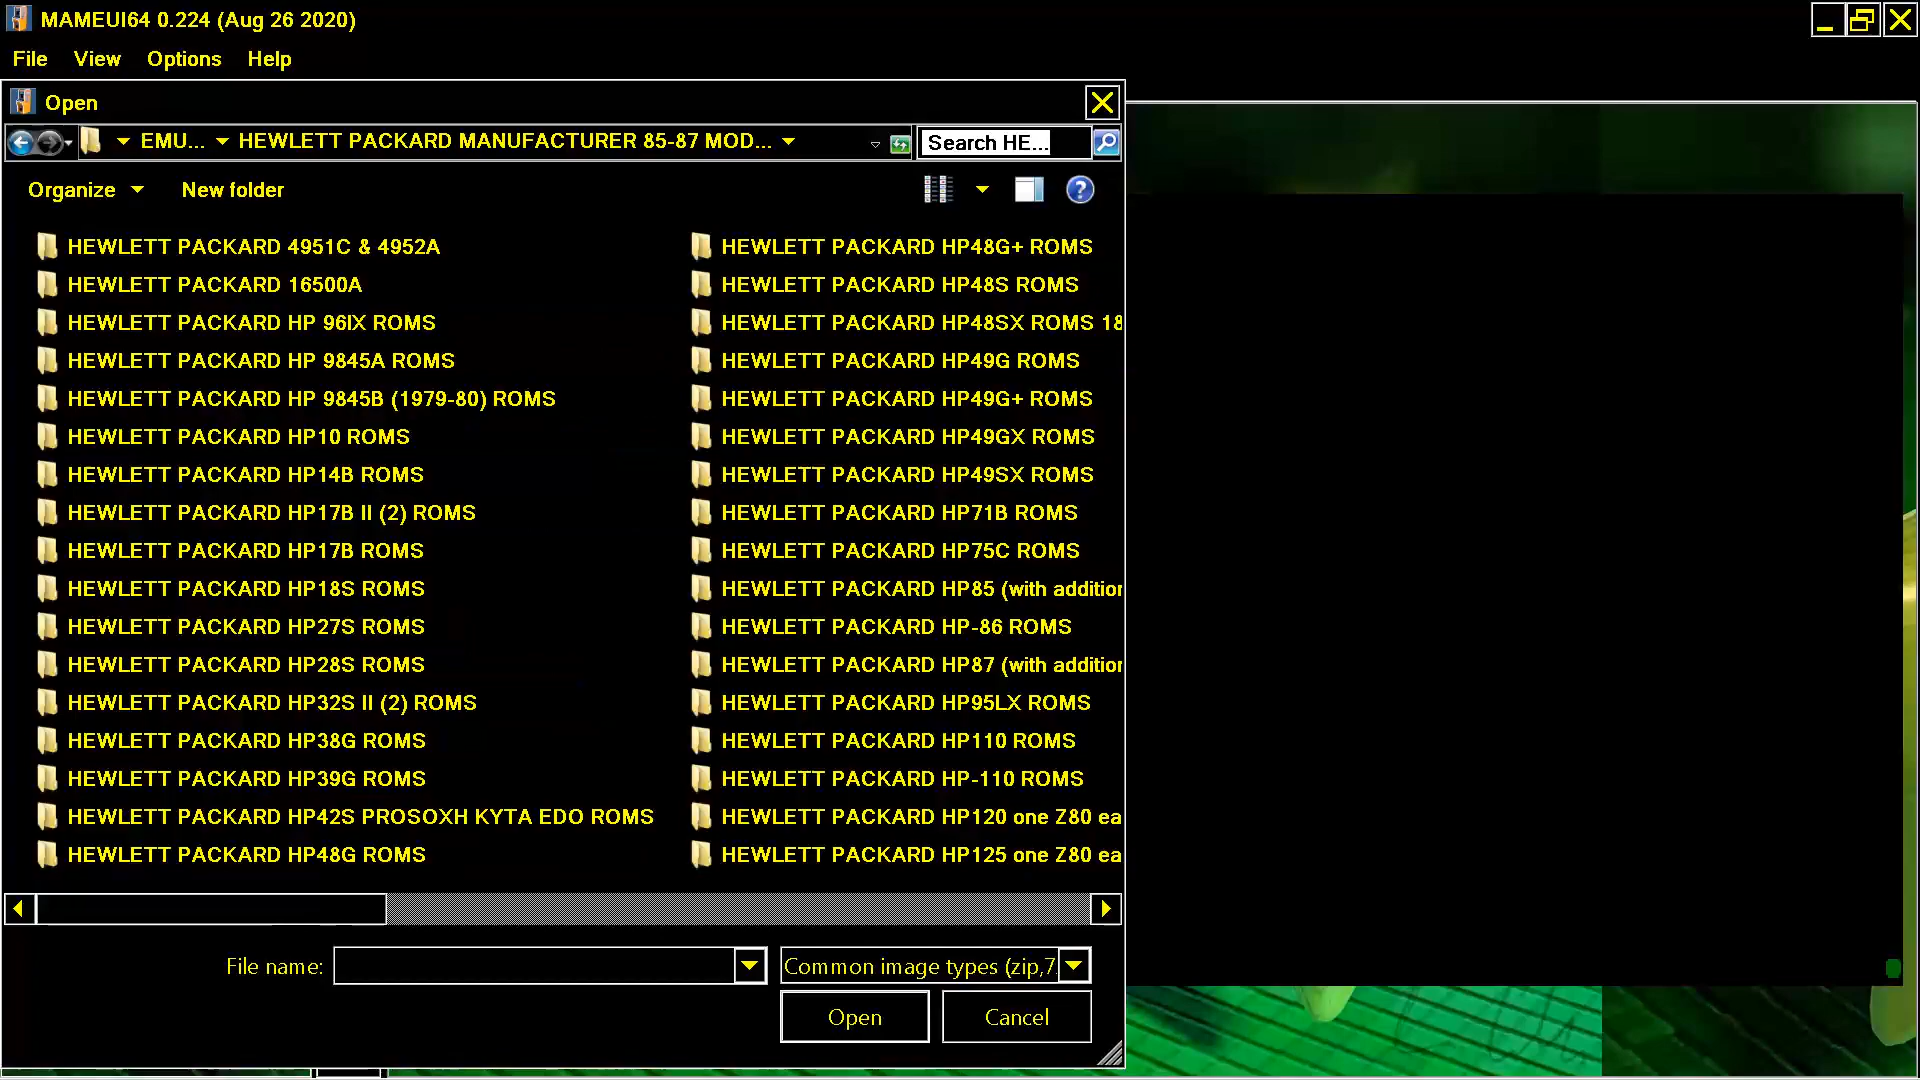 MAMEUI64 0.224 (Aug 26 2020)
File View Options Help
Open
EMU... HEWLETT PACKARD MANUFACTURER 85-87 MOD... Search HE...
Organize New folder
HEWLETT PACKARD 4951C & 4952A
HEWLETT PACKARD 16500A
HEWLETT PACKARD HP 96IX ROMS
HEWLETT PACKARD HP 9845A ROMS
HEWLETT PACKARD HP 9845B (1979-80) ROMS
HEWLETT PACKARD HP10 ROMS
HEWLETT PACKARD HP14B ROMS
HEWLETT PACKARD HP17B II (2) ROMS
HEWLETT PACKARD HP17B ROMS
HEWLETT PACKARD HP18S ROMS
HEWLETT PACKARD HP27S ROMS
HEWLETT PACKARD HP28S ROMS
HEWLETT PACKARD HP32S II (2) ROMS
HEWLETT PACKARD HP38G ROMS
HEWLETT PACKARD HP39G ROMS
HEWLETT PACKARD HP42S PROSOXH KYTA EDO ROMS
HEWLETT PACKARD HP48G ROMS
HEWLETT PACKARD HP48G+ ROMS
HEWLETT PACKARD HP48S ROMS
HEWLETT PACKARD HP48SX ROMS 18
HEWLETT PACKARD HP49G ROMS
HEWLETT PACKARD HP49G+ ROMS
HEWLETT PACKARD HP49GX ROMS
HEWLETT PACKARD HP49SX ROMS
HEWLETT PACKARD HP71B ROMS
HEWLETT PACKARD HP75C ROMS
HEWLETT PACKARD HP85 (with addition
HEWLETT PACKARD HP-86 ROMS
HEWLETT PACKARD HP87 (with addition
HEWLETT PACKARD HP95LX ROMS
HEWLETT PACKARD HP110 ROMS
HEWLETT PACKARD HP-110 ROMS
HEWLETT PACKARD HP120 one Z80 ea
HEWLETT PACKARD HP125 one Z80 ea
File name: Common image types (zip,7.
Open Cancel